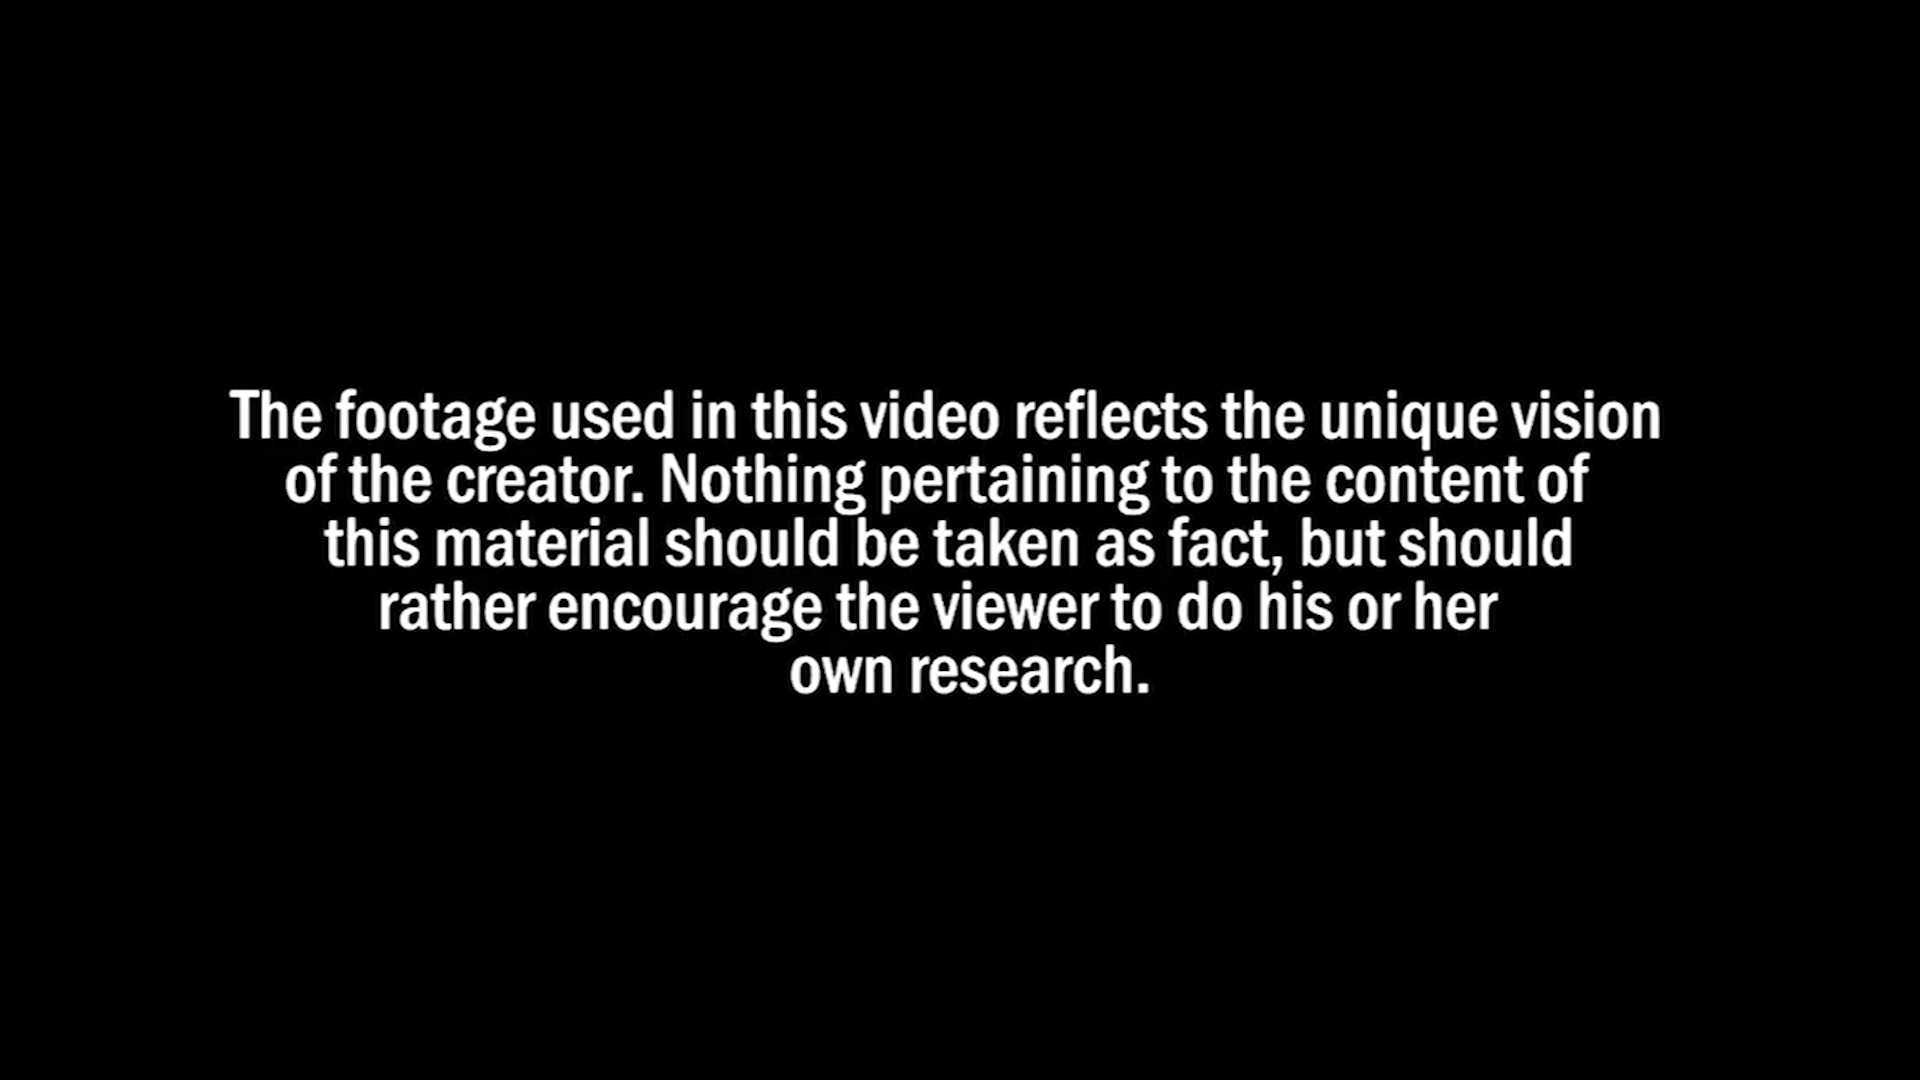 The footage used in this video reflects the unique vision
of the creator. Nothing pertaining to the content of
this material should be taken as fact, but should
rather encourage the viewer to do his or her
own research.